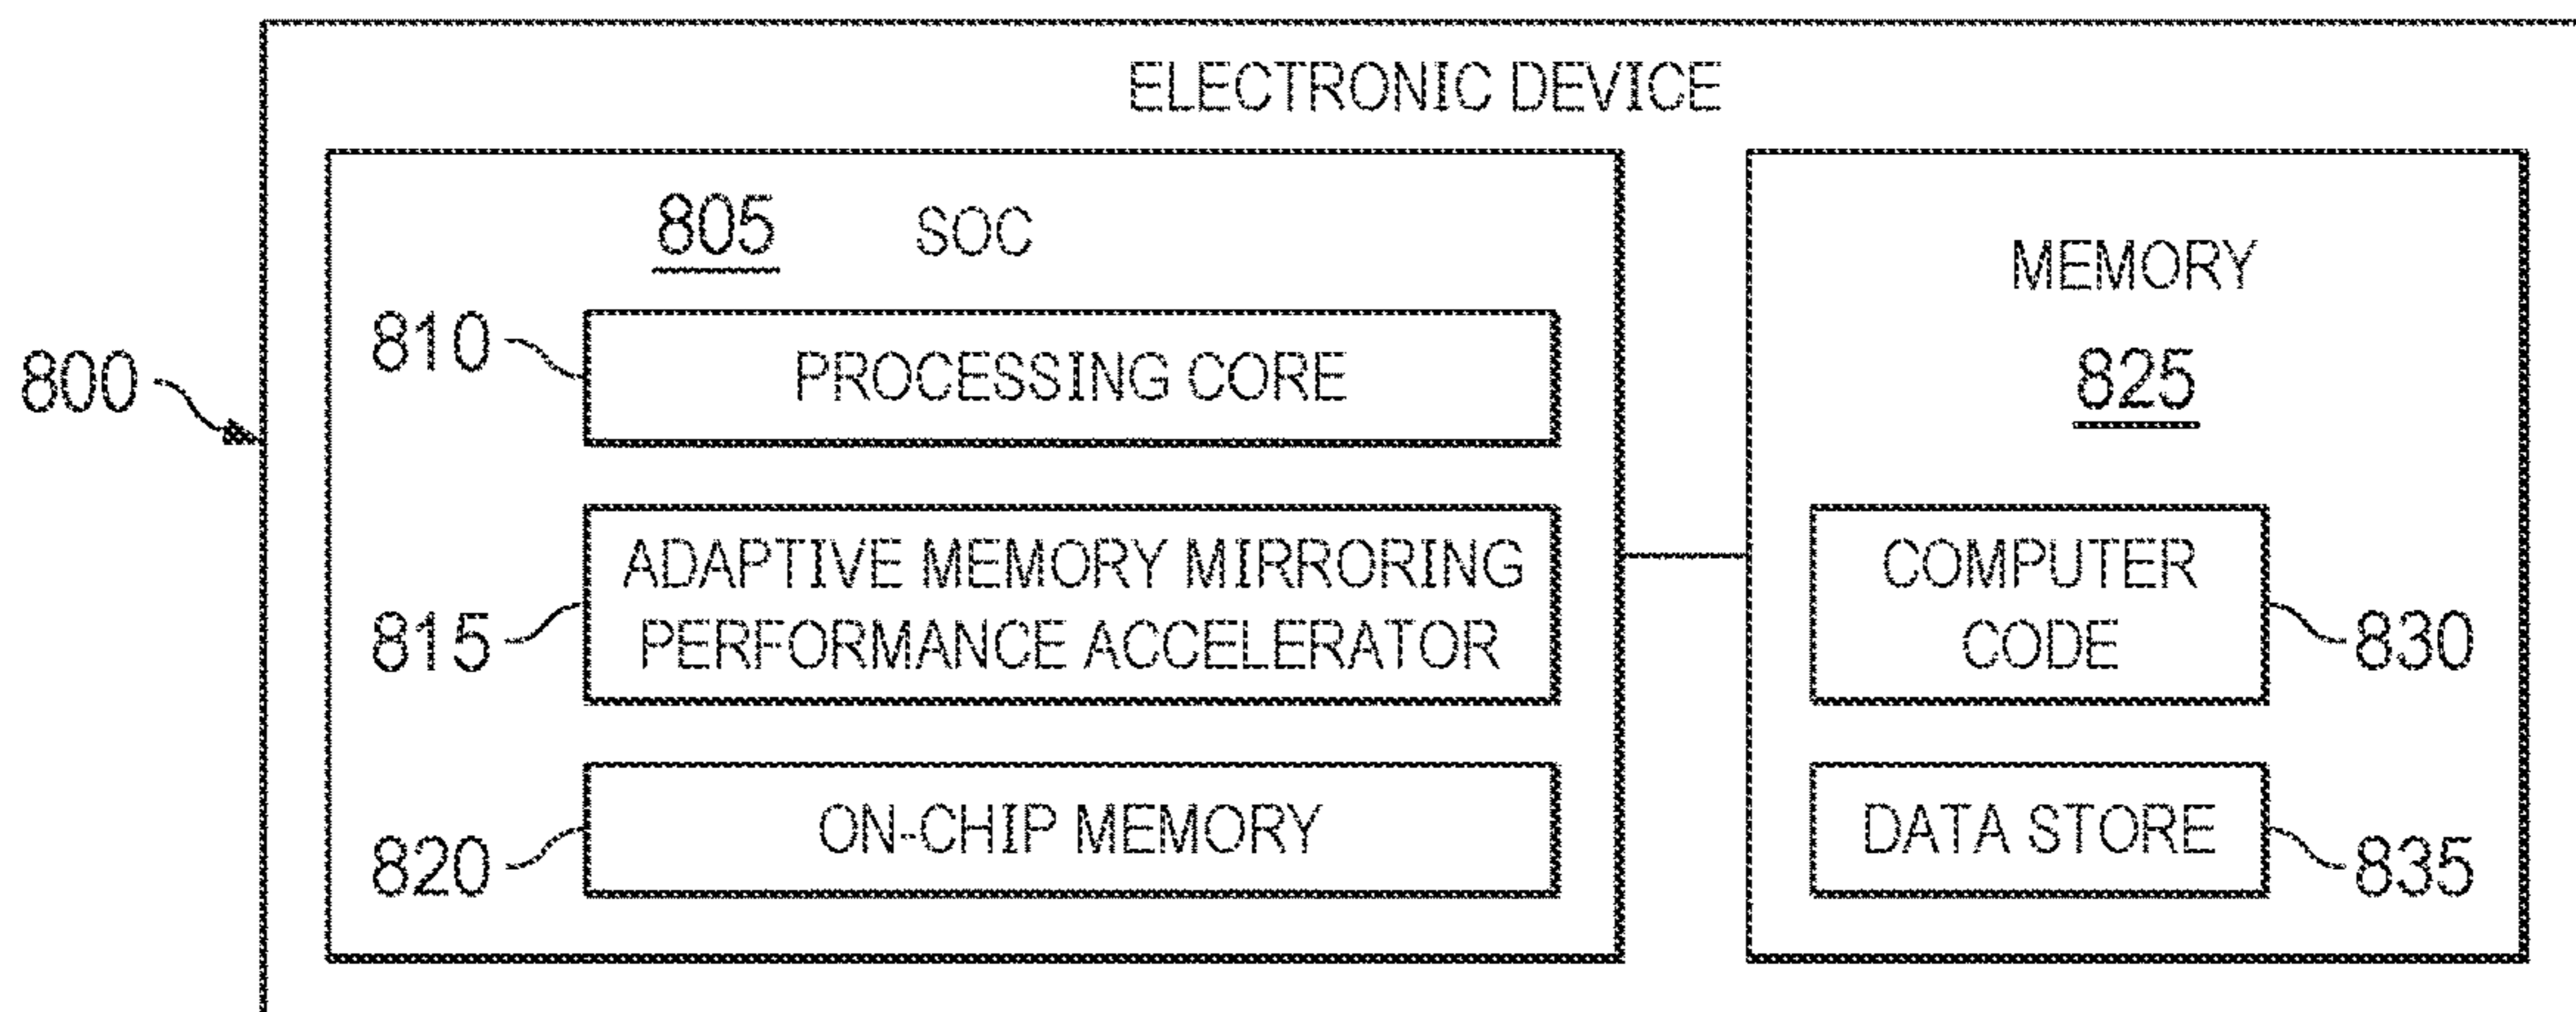 ELECTRONIC DEVICE
805 SOC
MEMORY
825
800
810
PROCESSING CORE
815
ADAPTIVE MEMORY MIRRORING
PERFORMANCE ACCELERATOR
820
ON-CHIP MEMORY
COMPUTER
CODE
830
DATA STORE
835